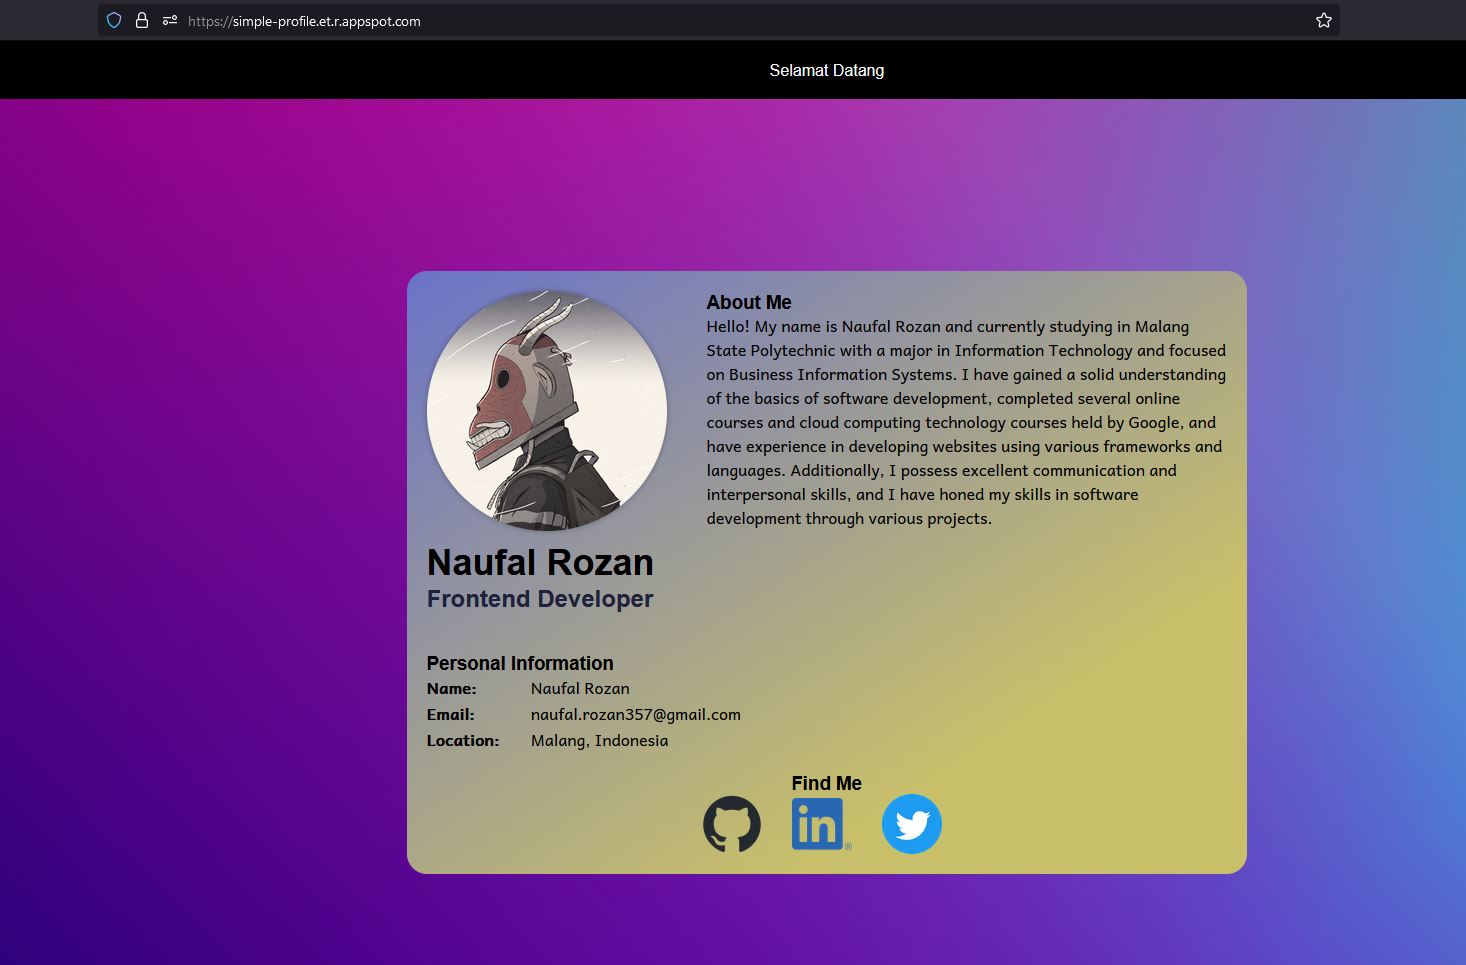 https://simple-profile.et.r.appspot.com
Selamat Datang
About Me
Hello! My name is Naufal Rozan and currently studying in Malang
State Polytechnic with a major in Information Technology and focused
on Business Information Systems. I have gained a solid understanding
of the basics of software development, completed several online
courses and cloud computing technology courses held by Google, and
have experience in developing websites using various frameworks and
languages. Additionally, I possess excellent communication and
interpersonal skills, and I have honed my skills in software
development through various projects.
Naufal Rozan
Frontend Developer
Personal Information
Name: Naufal Rozan
Email: naufal.rozan357@gmail.com
Location: Malang, Indonesia
Find Me
in ®